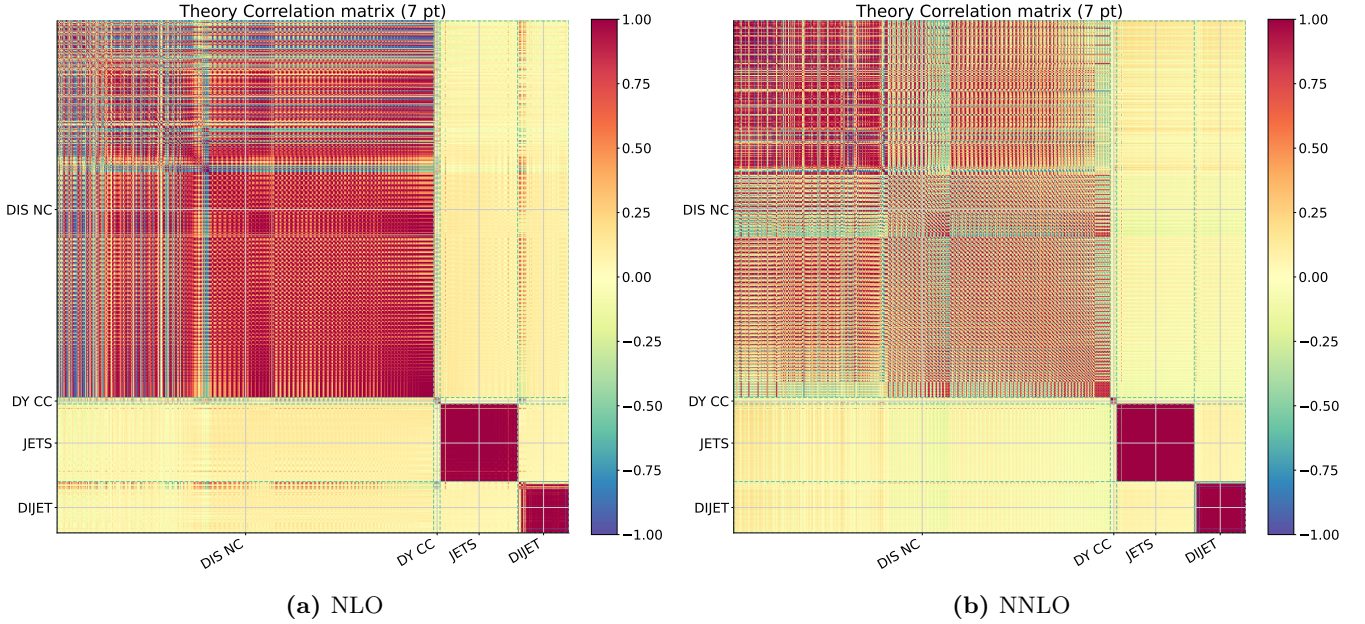 Theory Correlation matrix (7 pt)
DIS NC
DY CC
JETS
DIJET
DIS NC
DY CC
JETS
DIJET
1.00
0.75
0.50
0.25
0.00
−0.25
−0.50
−0.75
−1.00
(a) NLO
Theory Correlation matrix (7 pt)
DIS NC
DY CC
JETS
DIJET
DIS NC
DY CC
JETS
DIJET
1.00
0.75
0.50
0.25
0.00
−0.25
−0.50
−0.75
−1.00
(b) NNLO